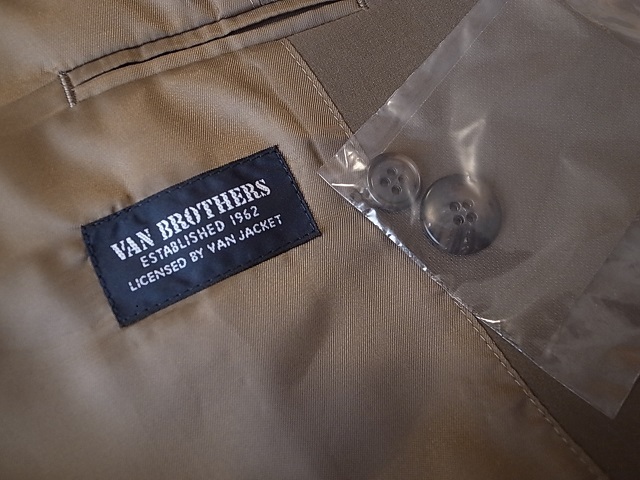 VAN BROTHERS
ESTABLISHED 1962
LICENSED BY VAN JACKET